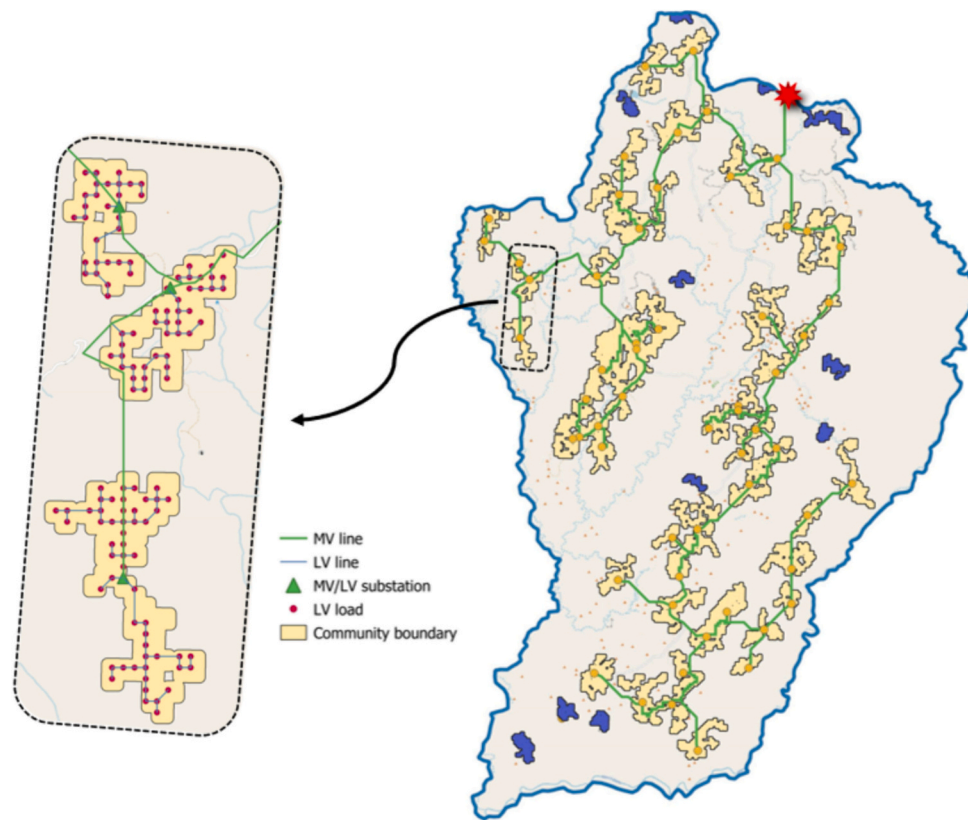 MV line
LV line
MV/LV substation
LV load
Community boundary